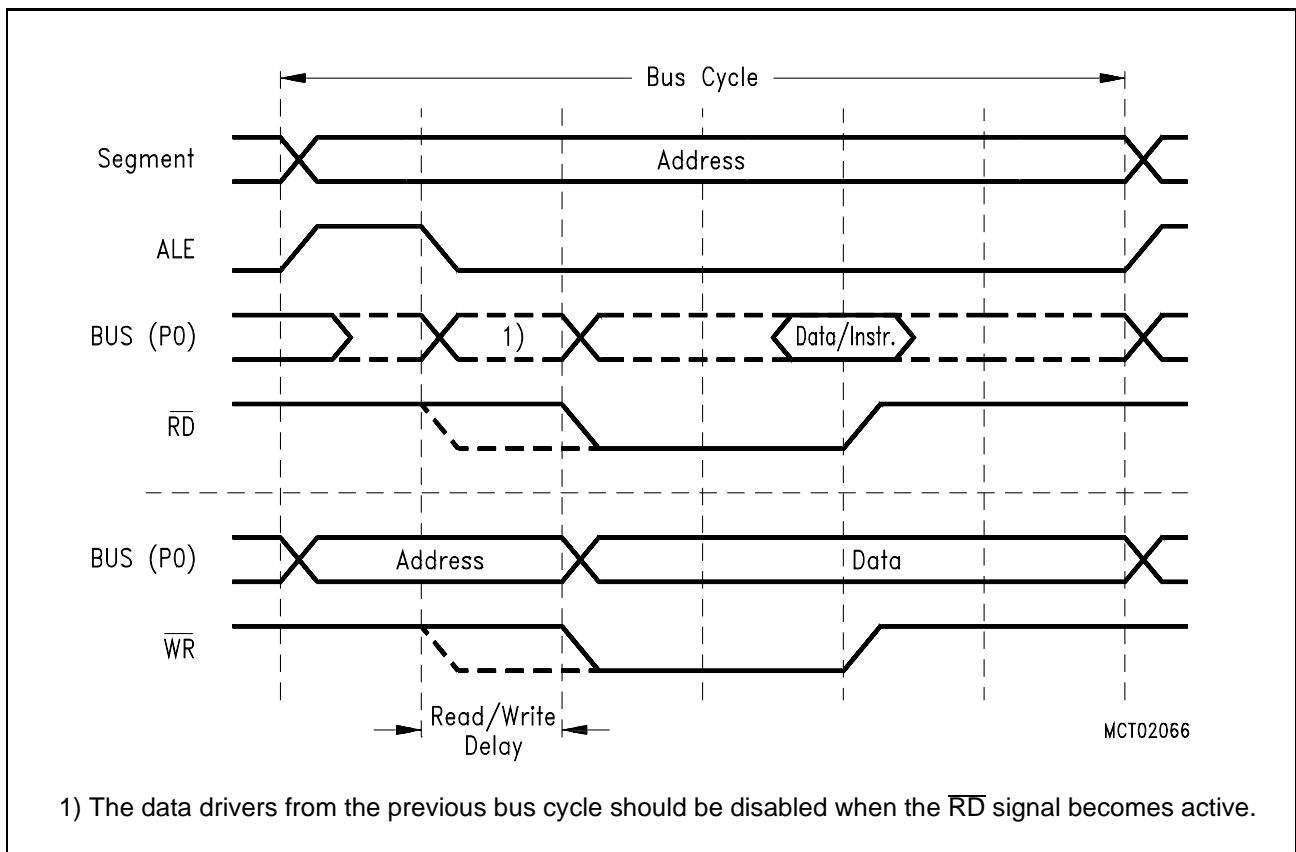 Bus Cycle
Segment
Address
ALE
BUS (P0)
1)
Data/Instr.
RD
BUS (P0)
Address
Data
WR
Read/Write
Delay
MCT02066
1) The data drivers from the previous bus cycle should be disabled when the RD signal becomes active.